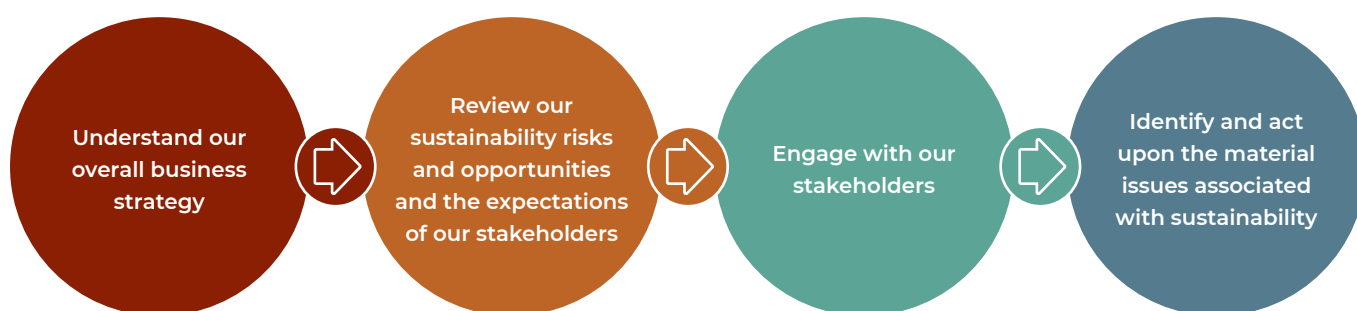 Understand our
overall business
strategy
Review our
sustainability risks
and opportunities
and the expectations
of our stakeholders
Engage with our
stakeholders
Identify and act
upon the material
issues associated
with sustainability